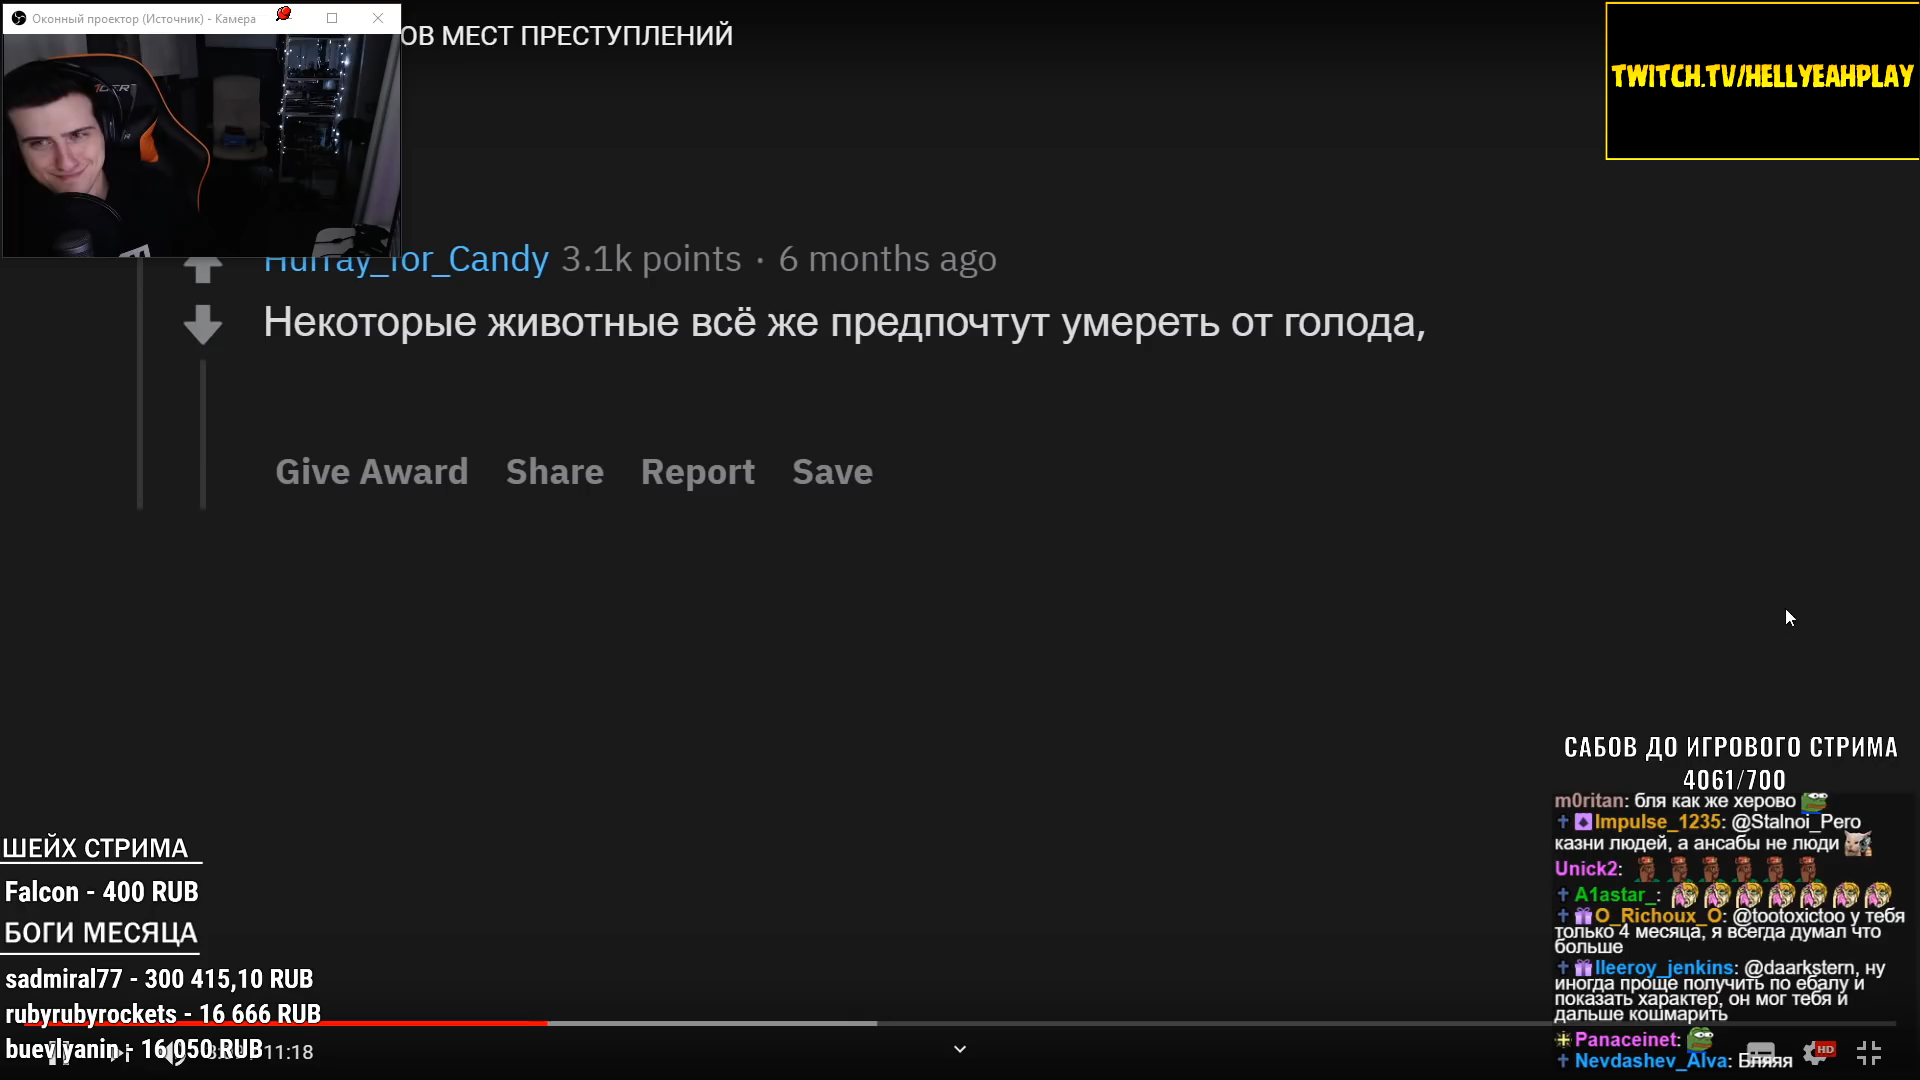 Оконный проектор (Источник) - Камера
ОВ МЕСТ ПРЕСТУПЛЕНИЙ
TWITCH.TV/HELLYEAHPLAY
Hurray_for_Candy 3.1k points · 6 months ago
Некоторые животные всё же предпочтут умереть от голода,
Give Award Share Report Save
САБОВ ДО ИГРОВОГО СТРИМА
4061/700
m0ritan: бля как же херово
Impulse_1235: @Stalnoi_Pero
казни людей, а ансабы не люди
Unick2:
A1astar_:
O_Richoux_O: @tootoxictoo у тебя
только 4 месяца, я всегда думал что
больше
lleeroy_jenkins: @daarkstern, ну
иногда проще получить по ебалу и
показать характер, он мог тебя и
дальше кошмарить
Panaceinet:
Nevdashev_Alva: Бляяя
ШЕЙХ СТРИМА
Falcon - 400 RUB
БОГИ МЕСЯЦА
sadmiral77 - 300 415,10 RUB
rubyrubyrockets - 16 666 RUB
buevlyanin - 16 050 RUB
11:18
HD